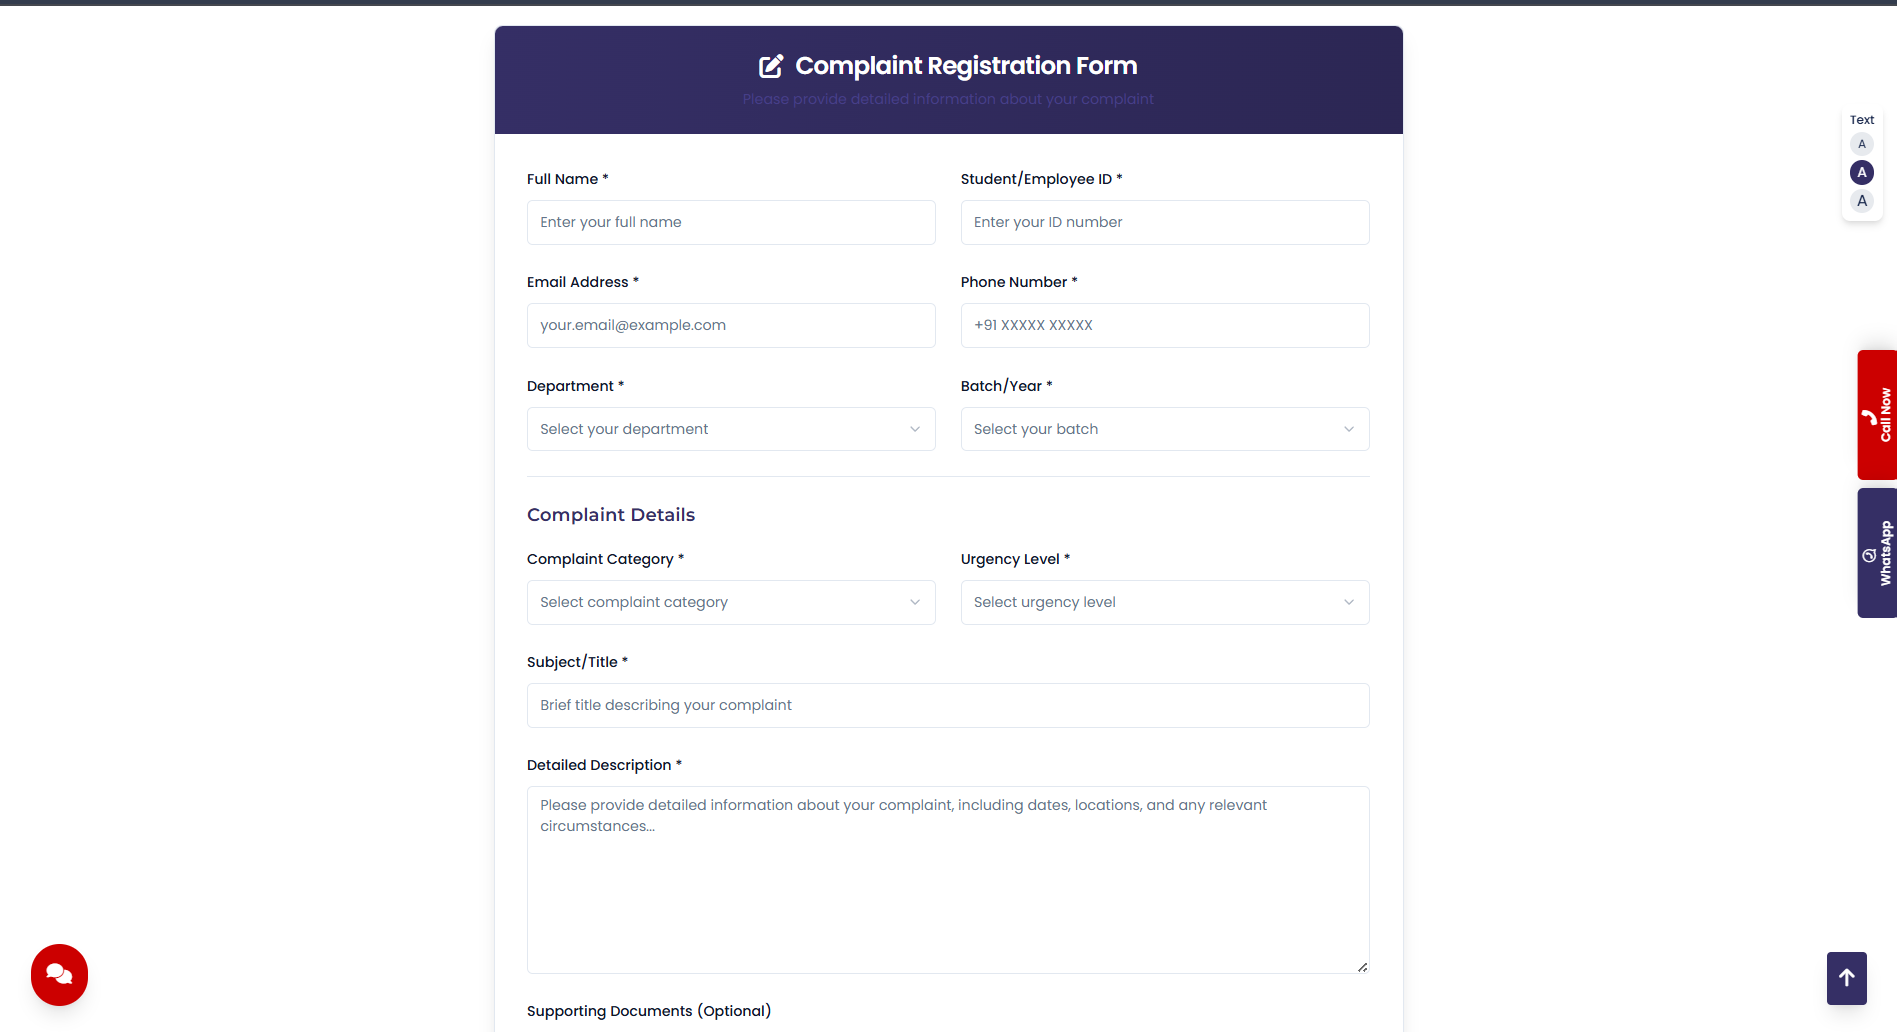 Complaint Registration Form
Please provide detailed information about your complaint
Text
A
A
A
Full Name *
Student/Employee ID *
Enter your full name
Enter your ID number
Email Address *
Phone Number *
your.email@example.com
+91 XXXXX XXXXX
Department *
Batch/Year *
Select your department
Select your batch
Call Now
Complaint Details
WhatsApp
Complaint Category *
Urgency Level *
Select complaint category
Select urgency level
Subject/Title *
Brief title describing your complaint
Detailed Description *
Please provide detailed information about your complaint, including dates, locations, and any relevant
circumstances...
Supporting Documents (Optional)